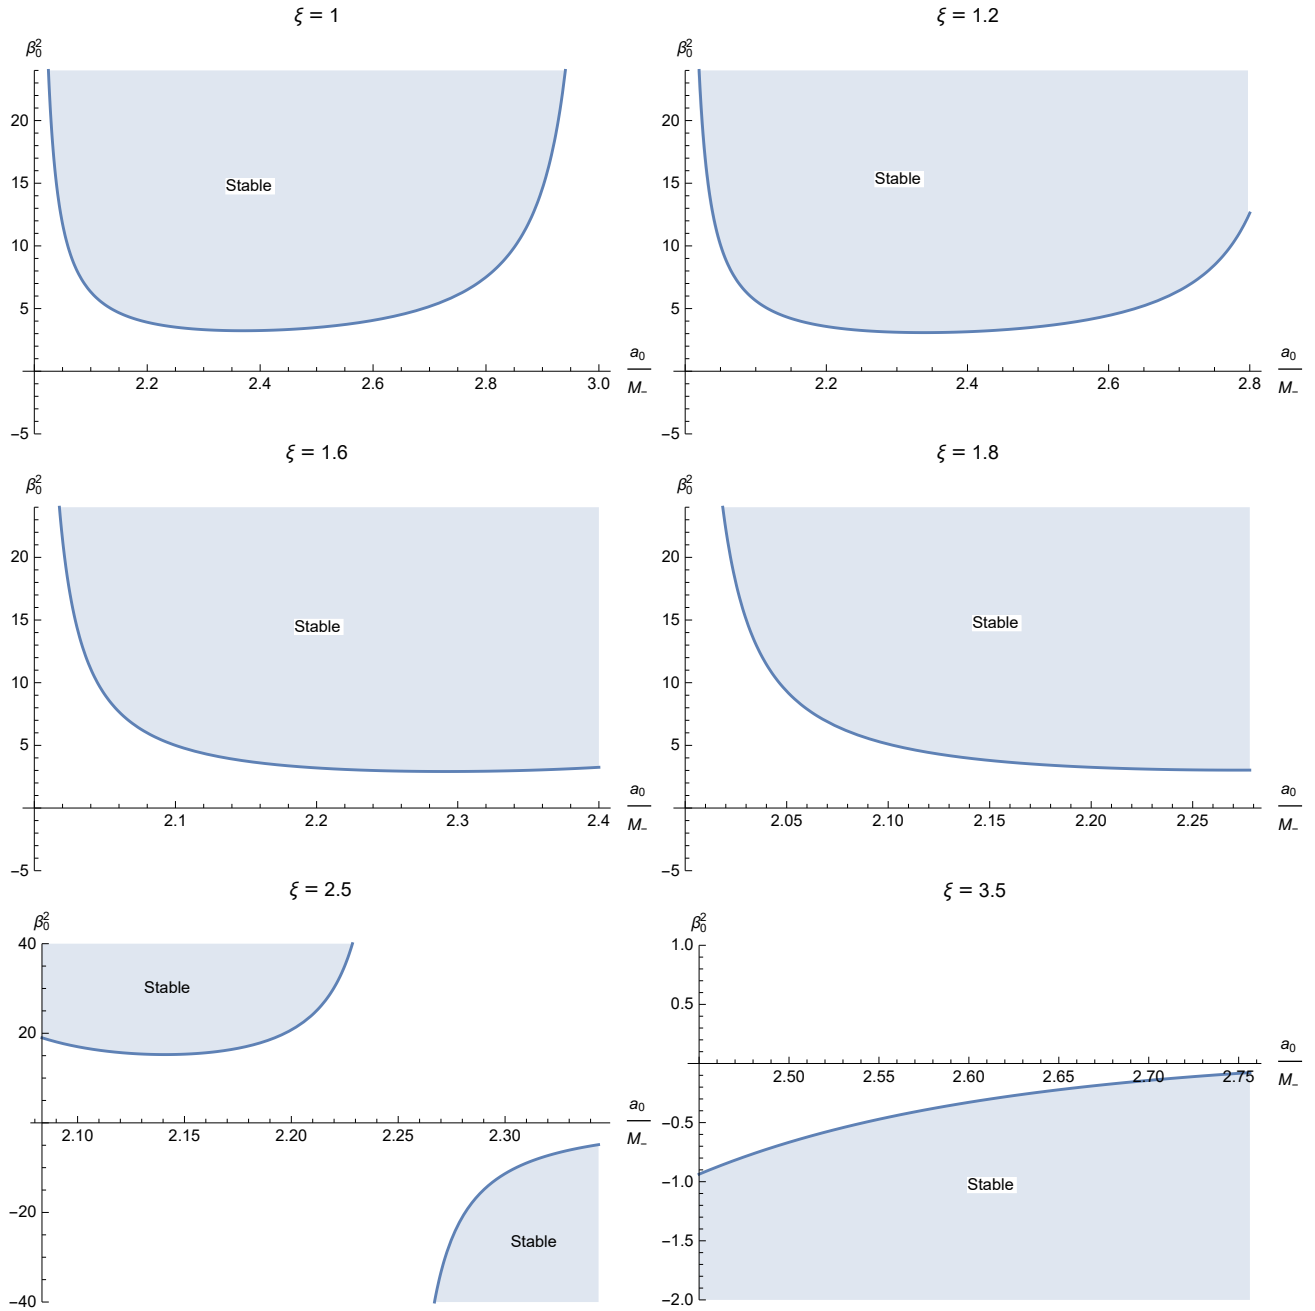 ξ = 1
β₀²
20
15
10
5
−5
Stable
2.2
2.4
2.6
2.8
3.0
a₀
M₋
ξ = 1.2
β₀²
20
15
10
5
−5
Stable
2.2
2.4
2.6
2.8
a₀
M₋
ξ = 1.6
β₀²
20
15
10
5
−5
Stable
2.1
2.2
2.3
2.4
a₀
M₋
ξ = 1.8
β₀²
20
15
10
5
−5
Stable
2.05
2.10
2.15
2.20
2.25
a₀
M₋
ξ = 2.5
β₀²
40
20
−20
−40
Stable
2.10
2.15
2.20
2.25
2.30
a₀
M₋
Stable
ξ = 3.5
β₀²
1.0
0.5
−0.5
−1.0
−1.5
−2.0
2.50
2.55
2.60
2.65
2.70
2.75
a₀
M₋
Stable